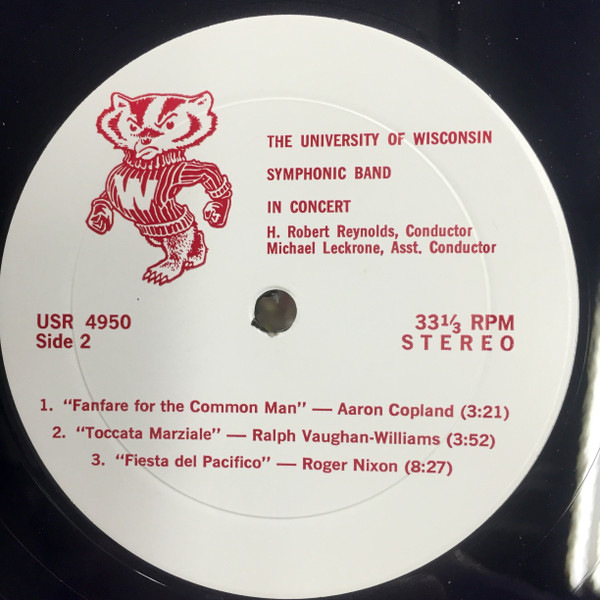 THE UNIVERSITY OF WISCONSIN
SYMPHONIC BAND
IN CONCERT
H. Robert Reynolds, Conductor
Michael Leckrone, Asst. Conductor
W
USR 4950
Side 2
33⅓ RPM
STEREO
1. "Fanfare for the Common Man" — Aaron Copland (3:21)
2. "Toccata Marziale" — Ralph Vaughan-Williams (3:52)
3. "Fiesta del Pacifico" — Roger Nixon (8:27)